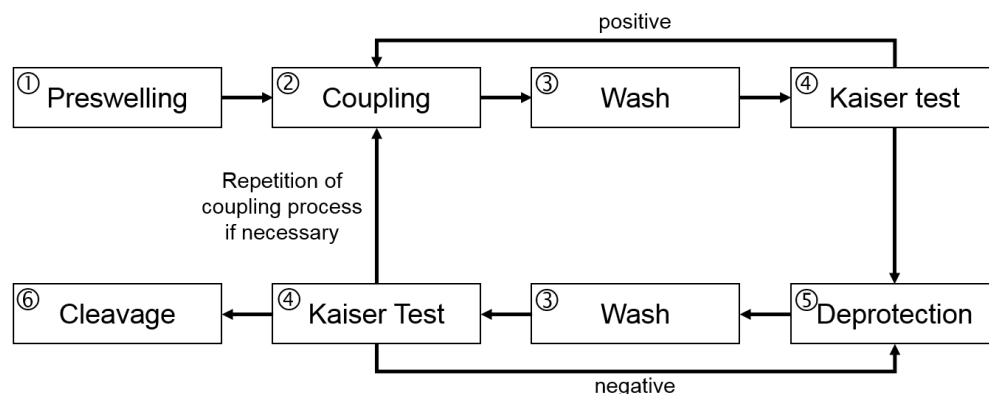 positive
① Preswelling
② Coupling
③ Wash
④ Kaiser test
Repetition of
coupling process
if necessary
⑥ Cleavage
④ Kaiser Test
③ Wash
⑤ Deprotection
negative